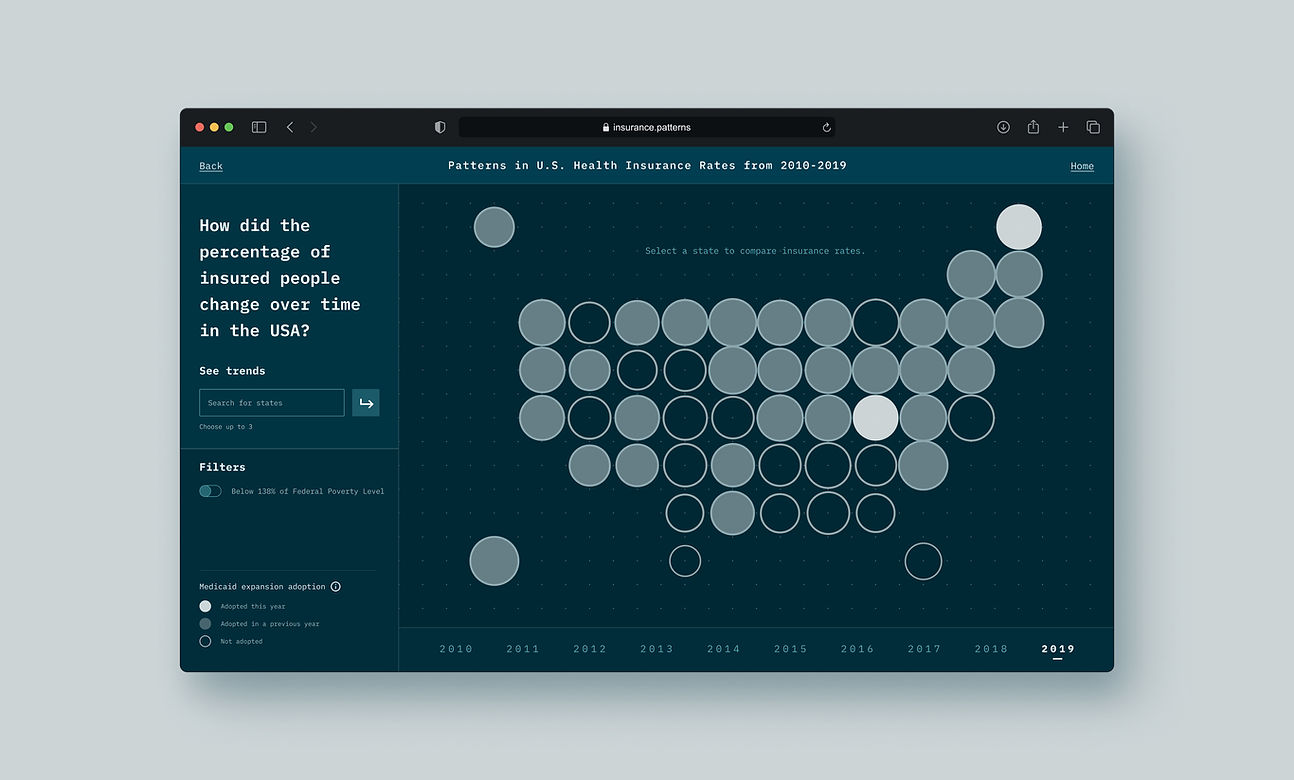 insurance.patterns
Back
Patterns in U.S. Health Insurance Rates from 2010-2019
Home
How did the
percentage of
insured people
change over time
in the USA?
See trends
Search for states
Choose up to 3
Filters
Below 138% of Federal Poverty Level
Medicaid expansion adoption
Adopted this year
Adopted in a previous year
Not adopted
Select a state to compare insurance rates.
2010 2011 2012 2013 2014 2015 2016 2017 2018 2019